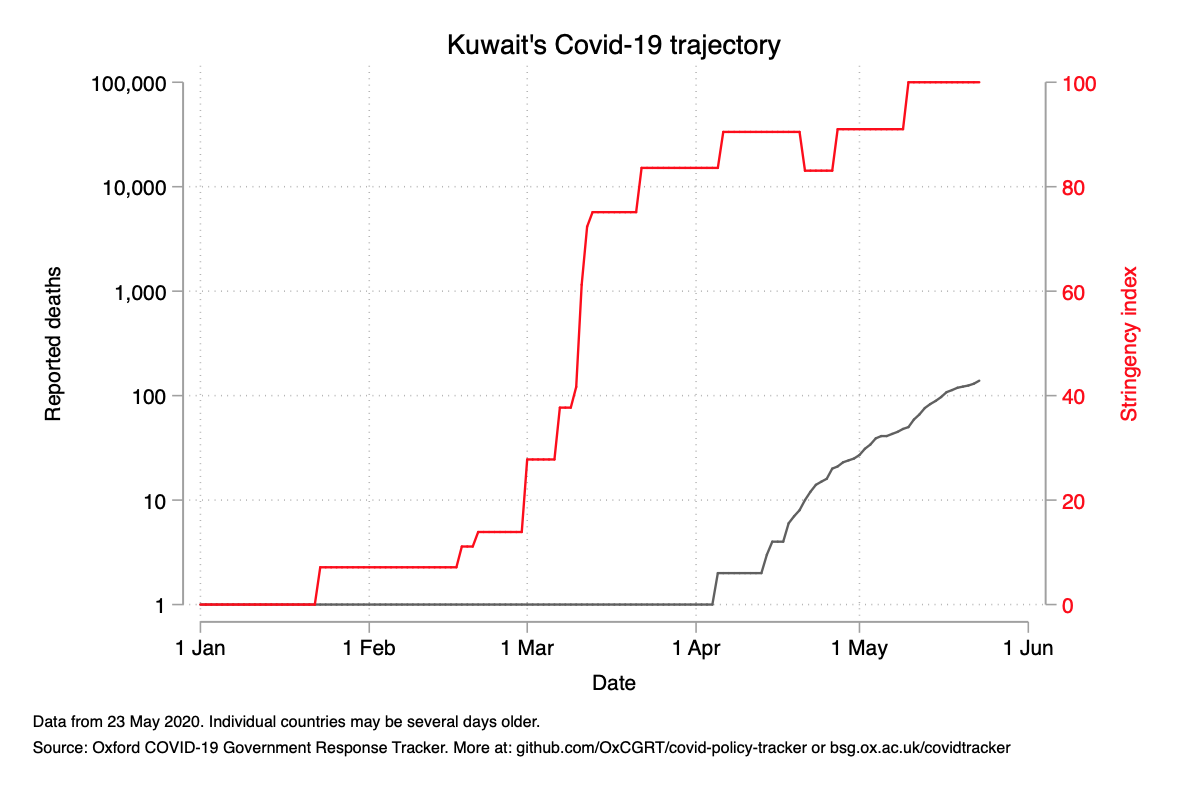 Kuwait's Covid-19 trajectory
100,000
10,000
1,000
100
10
1
Reported deaths
100
80
60
40
20
0
Stringency index
1 Jan
1 Feb
1 Mar
1 Apr
1 May
1 Jun
Date
Data from 23 May 2020. Individual countries may be several days older.
Source: Oxford COVID-19 Government Response Tracker. More at: github.com/OxCGRT/covid-policy-tracker or bsg.ox.ac.uk/covidtracker